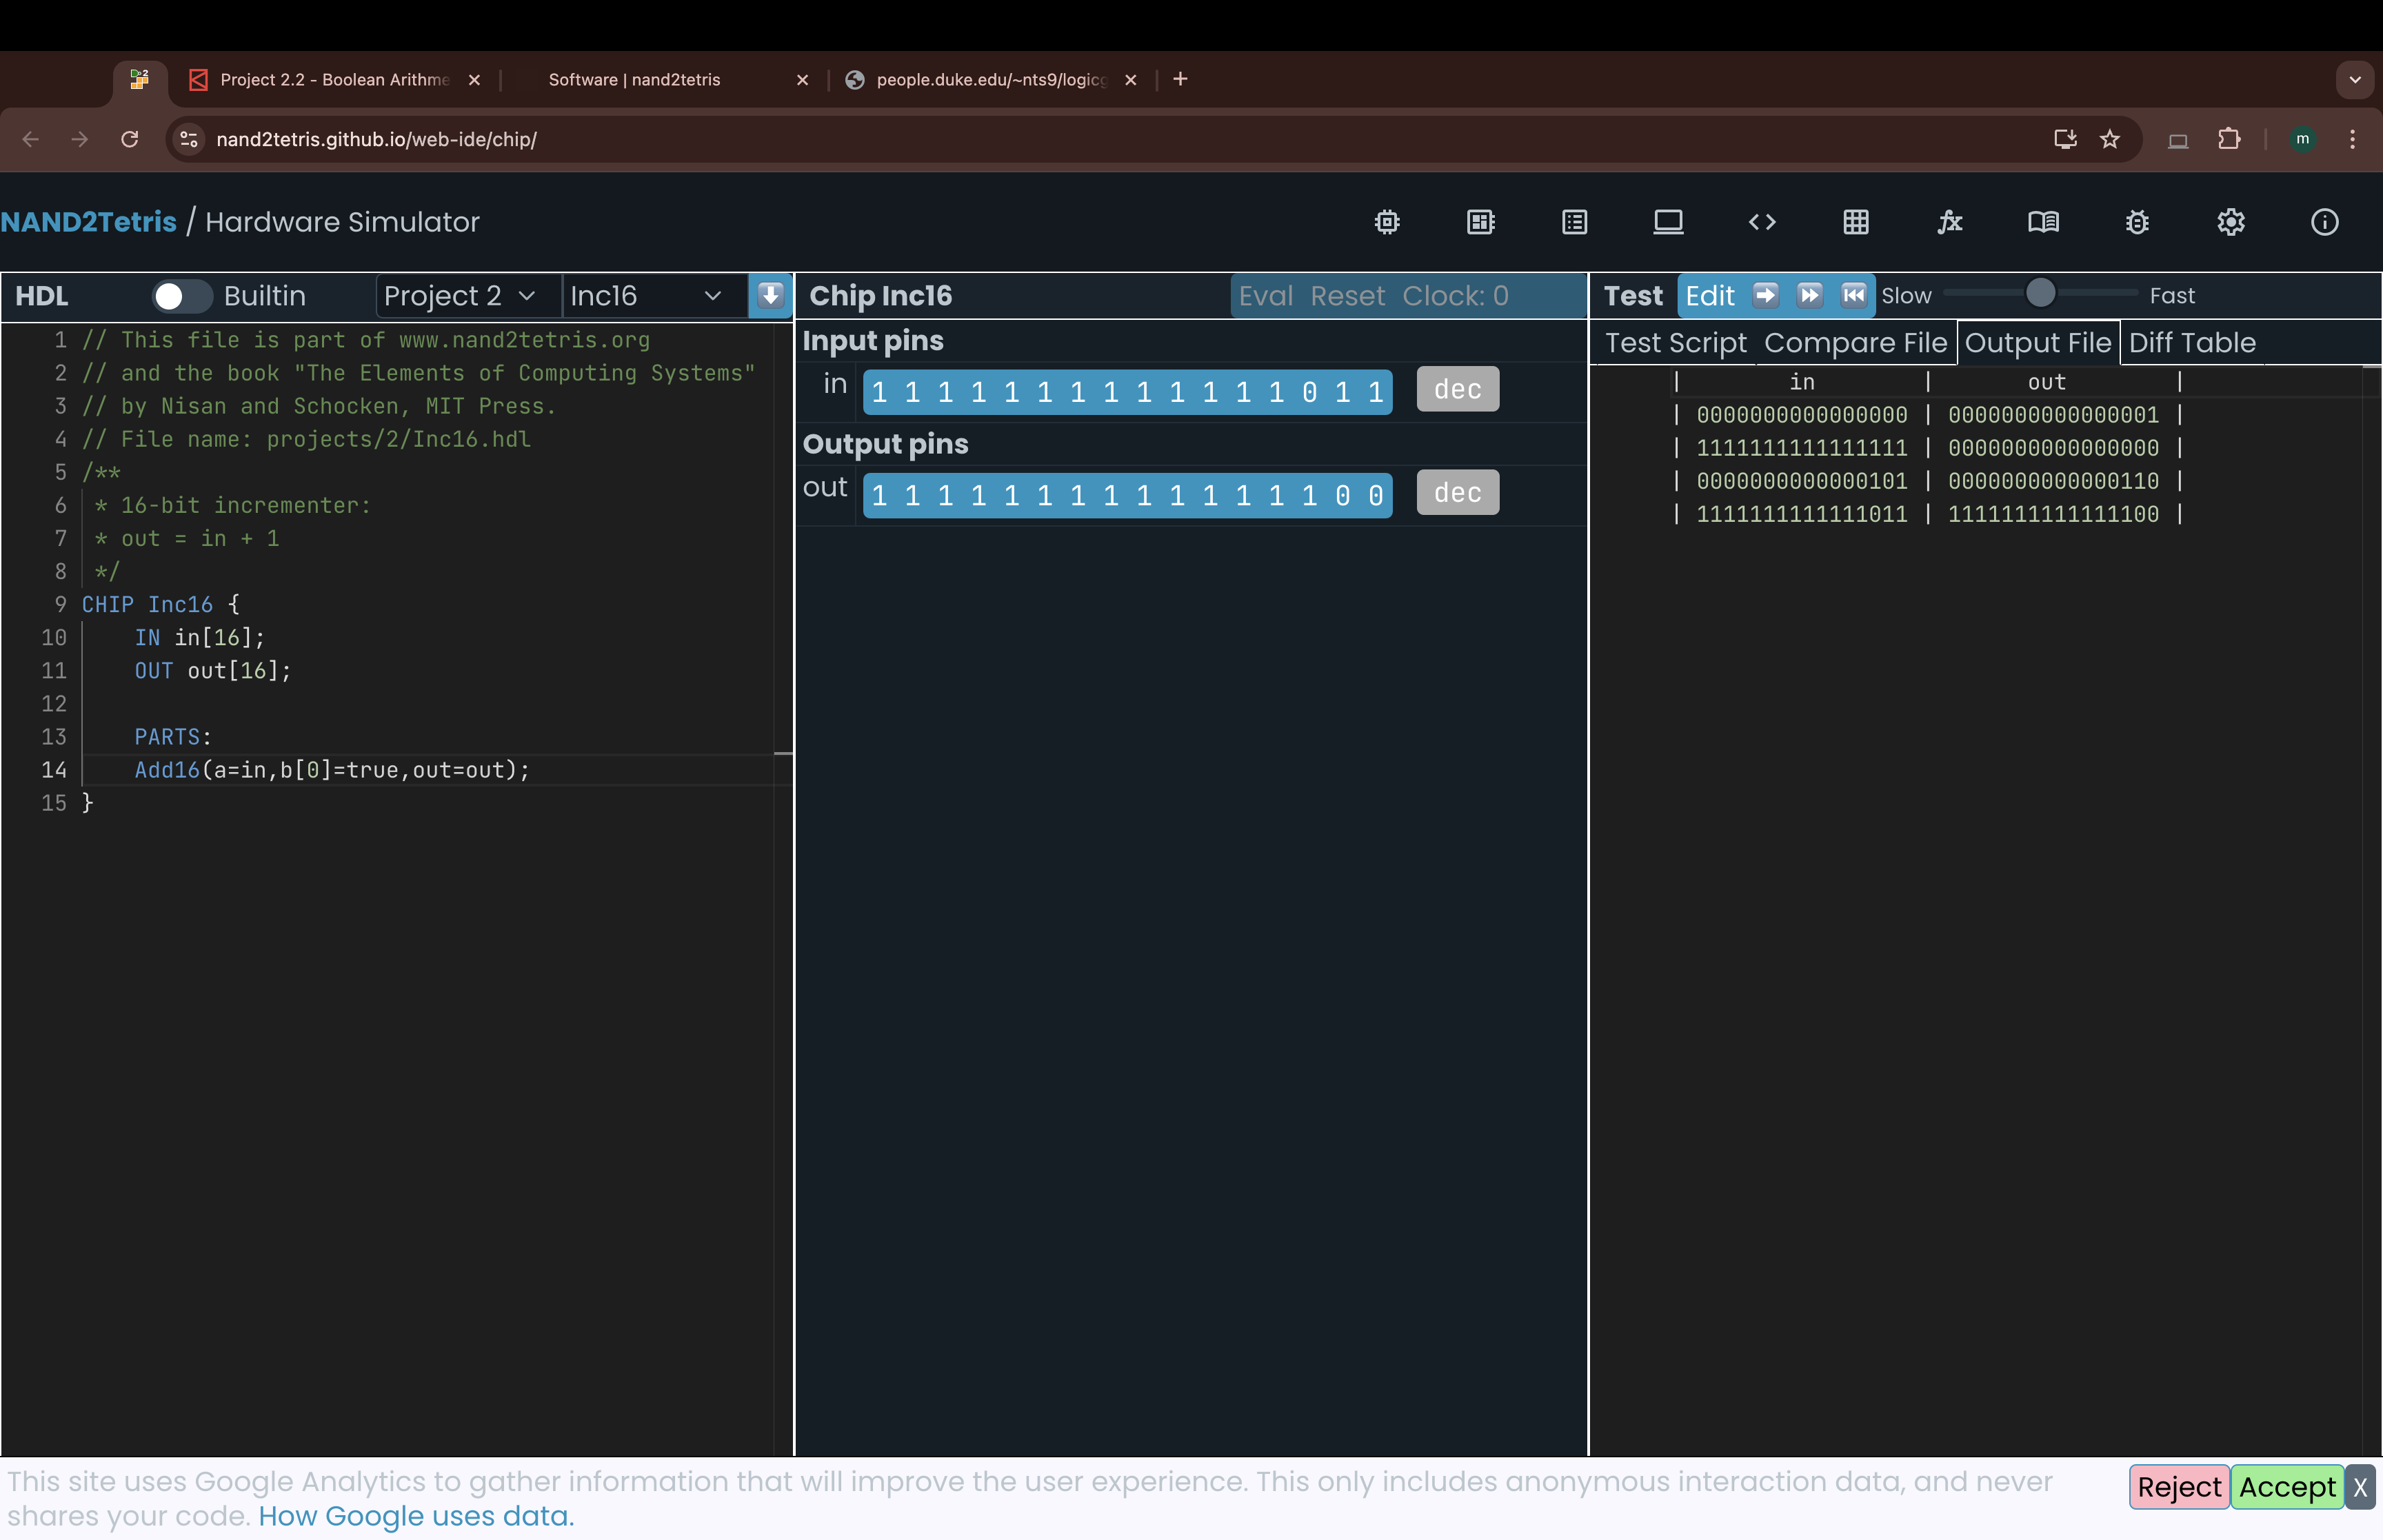 Project 2.2 - Boolean Arithme
Software | nand2tetris
people.duke.edu/~nts9/logicg
nand2tetris.github.io/web-ide/chip/
m
NAND2Tetris / Hardware Simulator
HDL Builtin Project 2 Inc16
1 // This file is part of www.nand2tetris.org
2 // and the book "The Elements of Computing Systems"
3 // by Nisan and Schocken, MIT Press.
4 // File name: projects/2/Inc16.hdl
5 /**
6 * 16-bit incrementer:
7 * out = in + 1
8 */
9 CHIP Inc16 {
10 IN in[16];
11 OUT out[16];
12
13 PARTS:
14 Add16(a=in,b[0]=true,out=out);
15 }
Chip Inc16 Eval Reset Clock: 0
Input pins
in 1 1 1 1 1 1 1 1 1 1 1 1 1 0 1 1 dec
Output pins
out 1 1 1 1 1 1 1 1 1 1 1 1 1 1 0 0 dec
Test Edit Slow Fast
Test Script Compare File Output File Diff Table
| in | out |
| 0000000000000000 | 0000000000000001 |
| 1111111111111111 | 0000000000000000 |
| 0000000000000101 | 0000000000000110 |
| 1111111111111011 | 1111111111111100 |
This site uses Google Analytics to gather information that will improve the user experience. This only includes anonymous interaction data, and never
shares your code. How Google uses data.
Reject Accept X